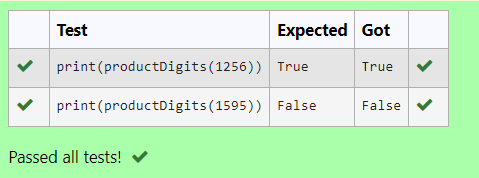 Test Expected Got
print(productDigits(1256)) True True
print(productDigits(1595)) False False
Passed all tests!